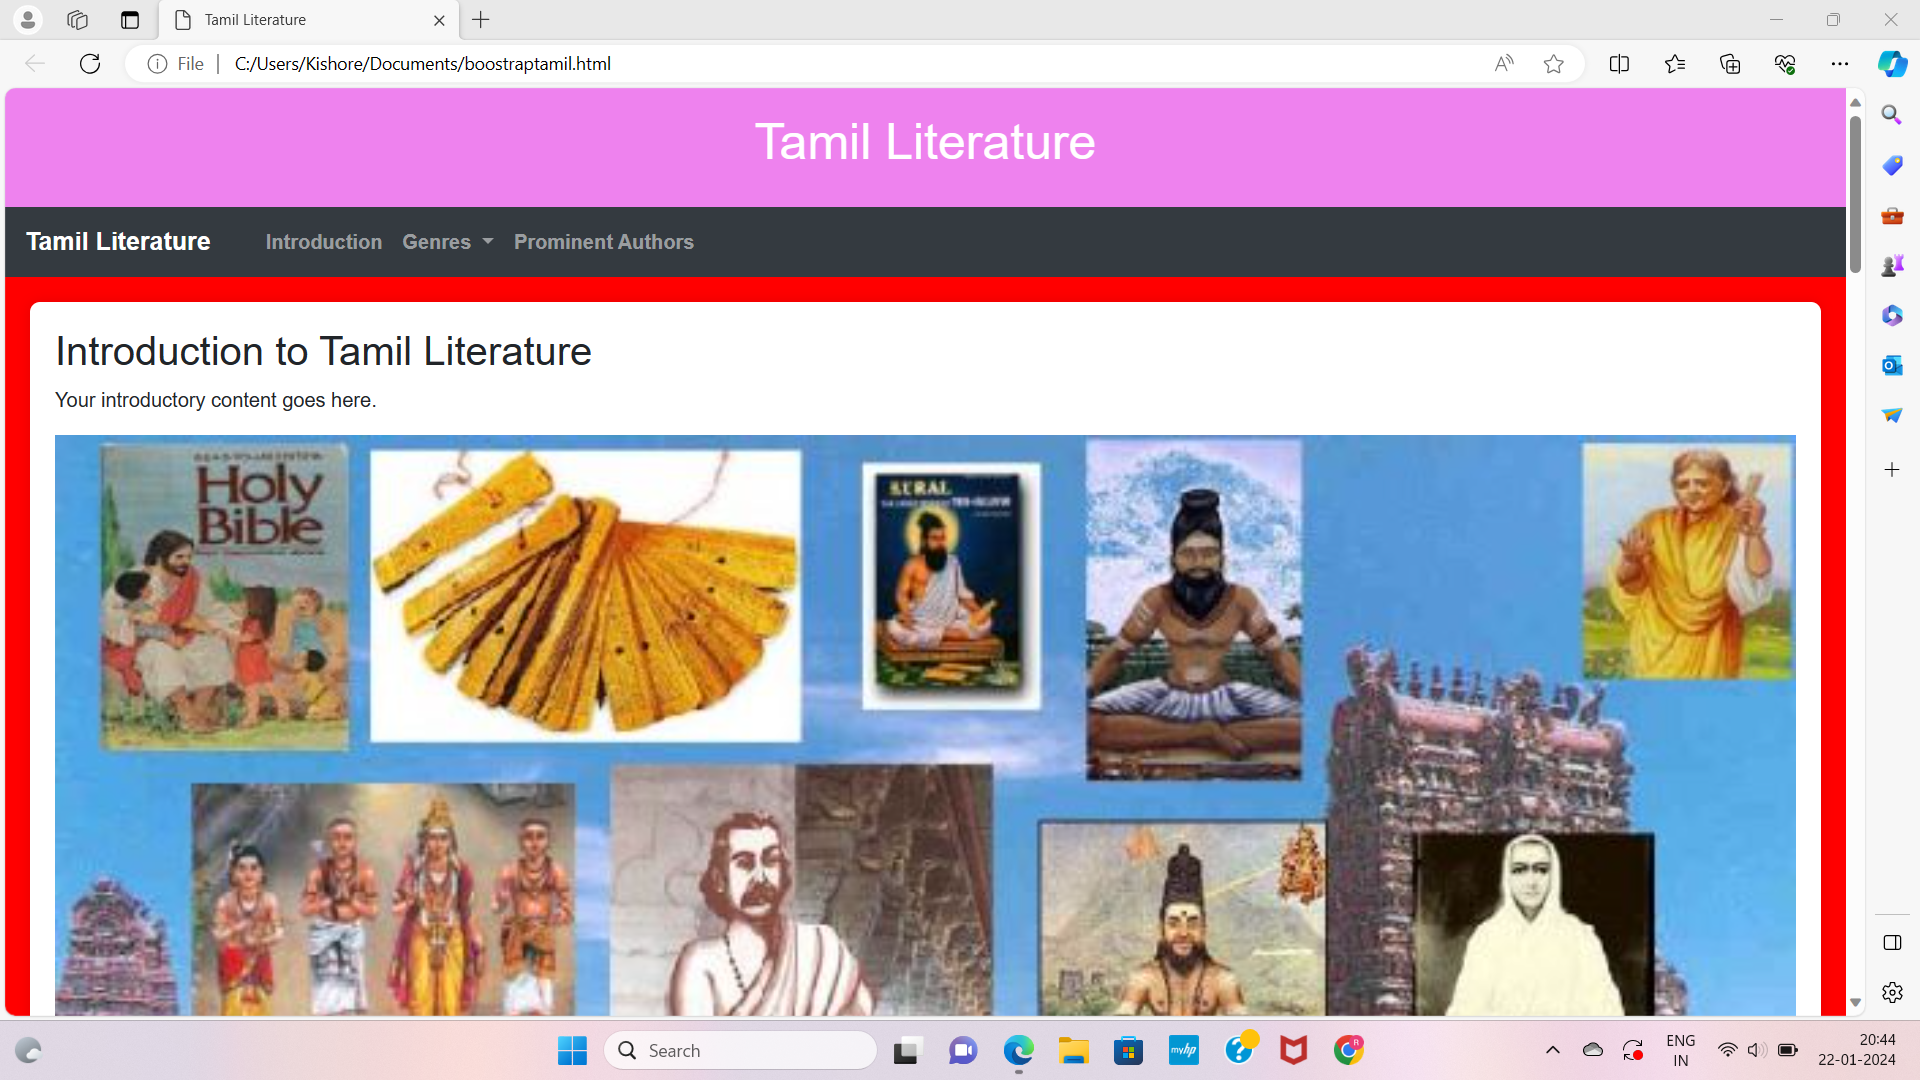 Tamil Literature
File
C:/Users/Kishore/Documents/boostraptamil.html
Tamil Literature
Tamil Literature
Introduction
Genres
Prominent Authors
Introduction to Tamil Literature
Your introductory content goes here.
Holy
Bible
KURAL
Search
myhp
R
ENG
IN
20:44
22-01-2024